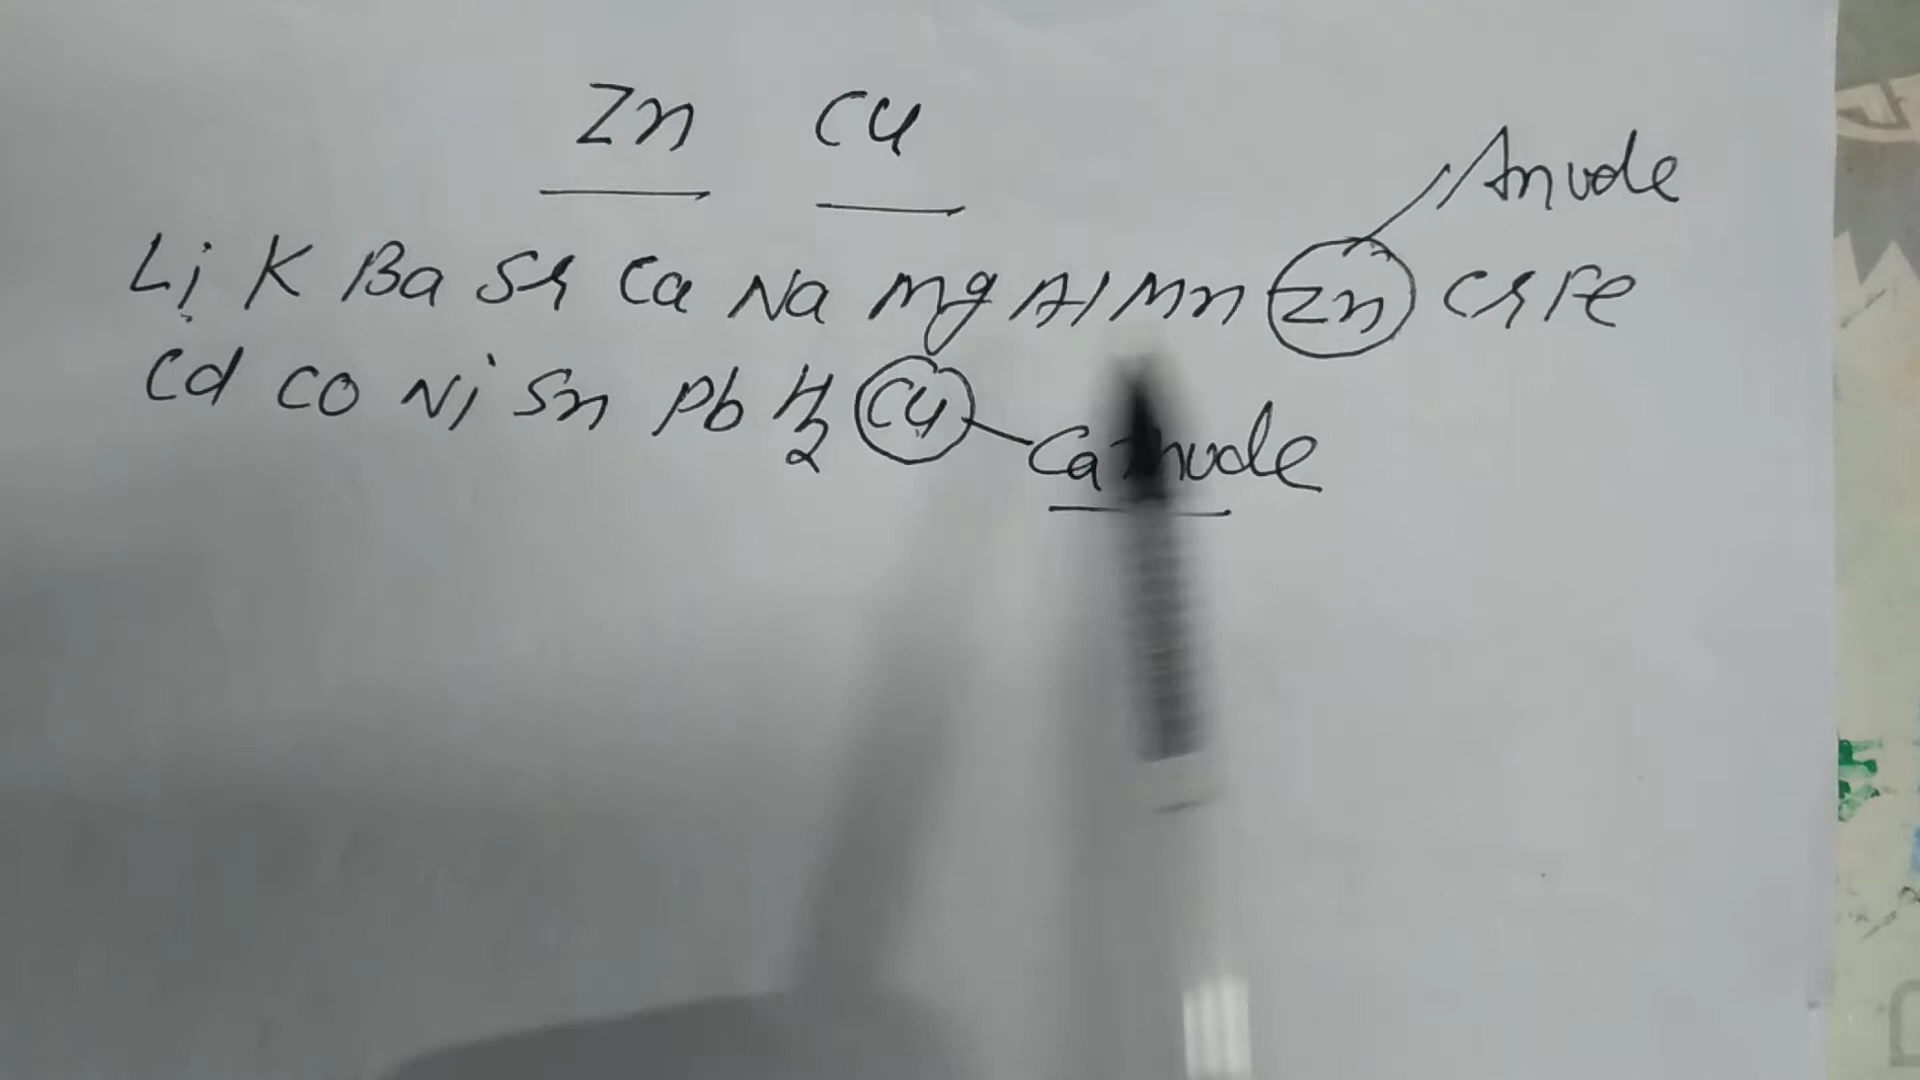 Zn Cu
Anode
Li K Ba Sr Ca Na Mg Al Mn Zn Cr Fe
Cd Co Ni Sn Pb H2 Cu Cathode